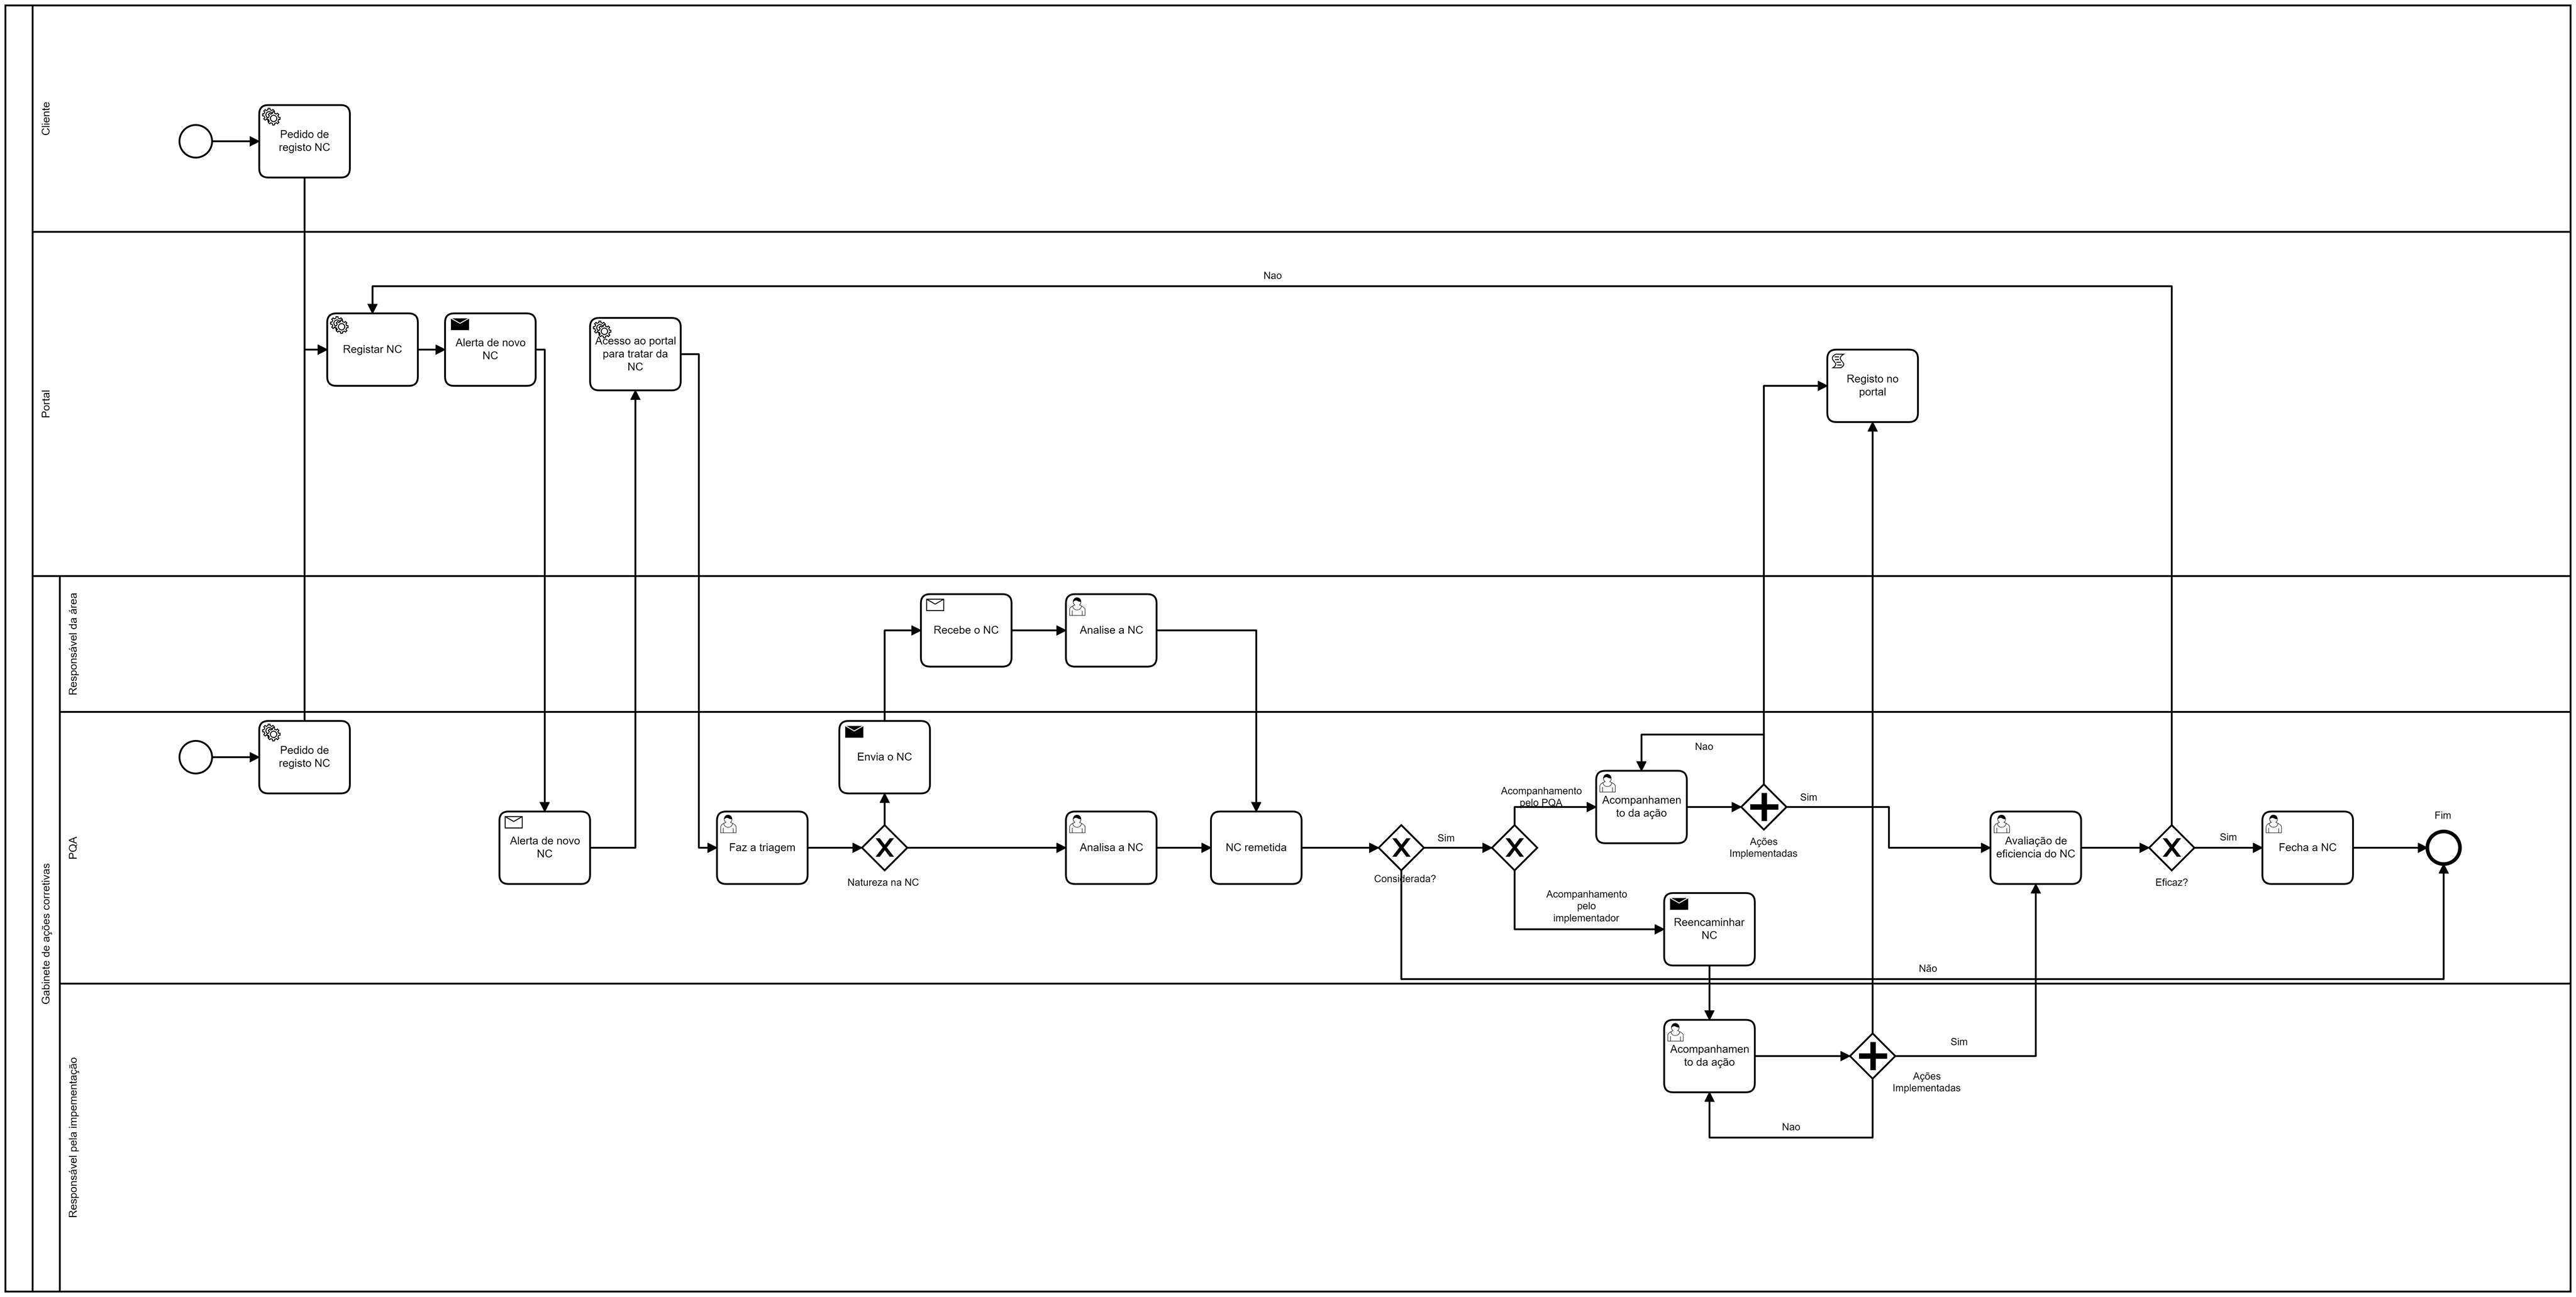 Cliente
Pedido de
registo NC
Portal
Nao
Registar NC
Alerta de novo
NC
Acesso ao portal
para tratar da
NC
Registo no
portal
Gabinete de ações corretivas
Responsável da área
Recebe o NC
Analise a NC
PQA
Pedido de
registo NC
Alerta de novo
NC
Faz a triagem
Envia o NC
Natureza na NC
Analisa a NC
NC remetida
Considerada?
Sim
Acompanhamento
pelo PQA
Acompanhamen
to da ação
Nao
Ações
Implementadas
Sim
Acompanhamento
pelo
implementador
Reencaminhar
NC
Avaliação de
eficiencia do NC
Eficaz?
Sim
Fecha a NC
Fim
Não
Responsável pela impementação
Acompanhamen
to da ação
Ações
Implementadas
Sim
Nao